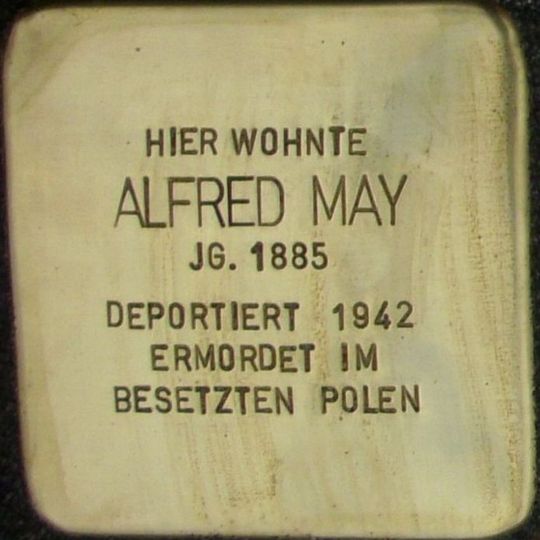 HIER WOHNTE
ALFRED MAY
JG. 1885
DEPORTIERT 1942
ERMORDET IM
BESETZTEN POLEN